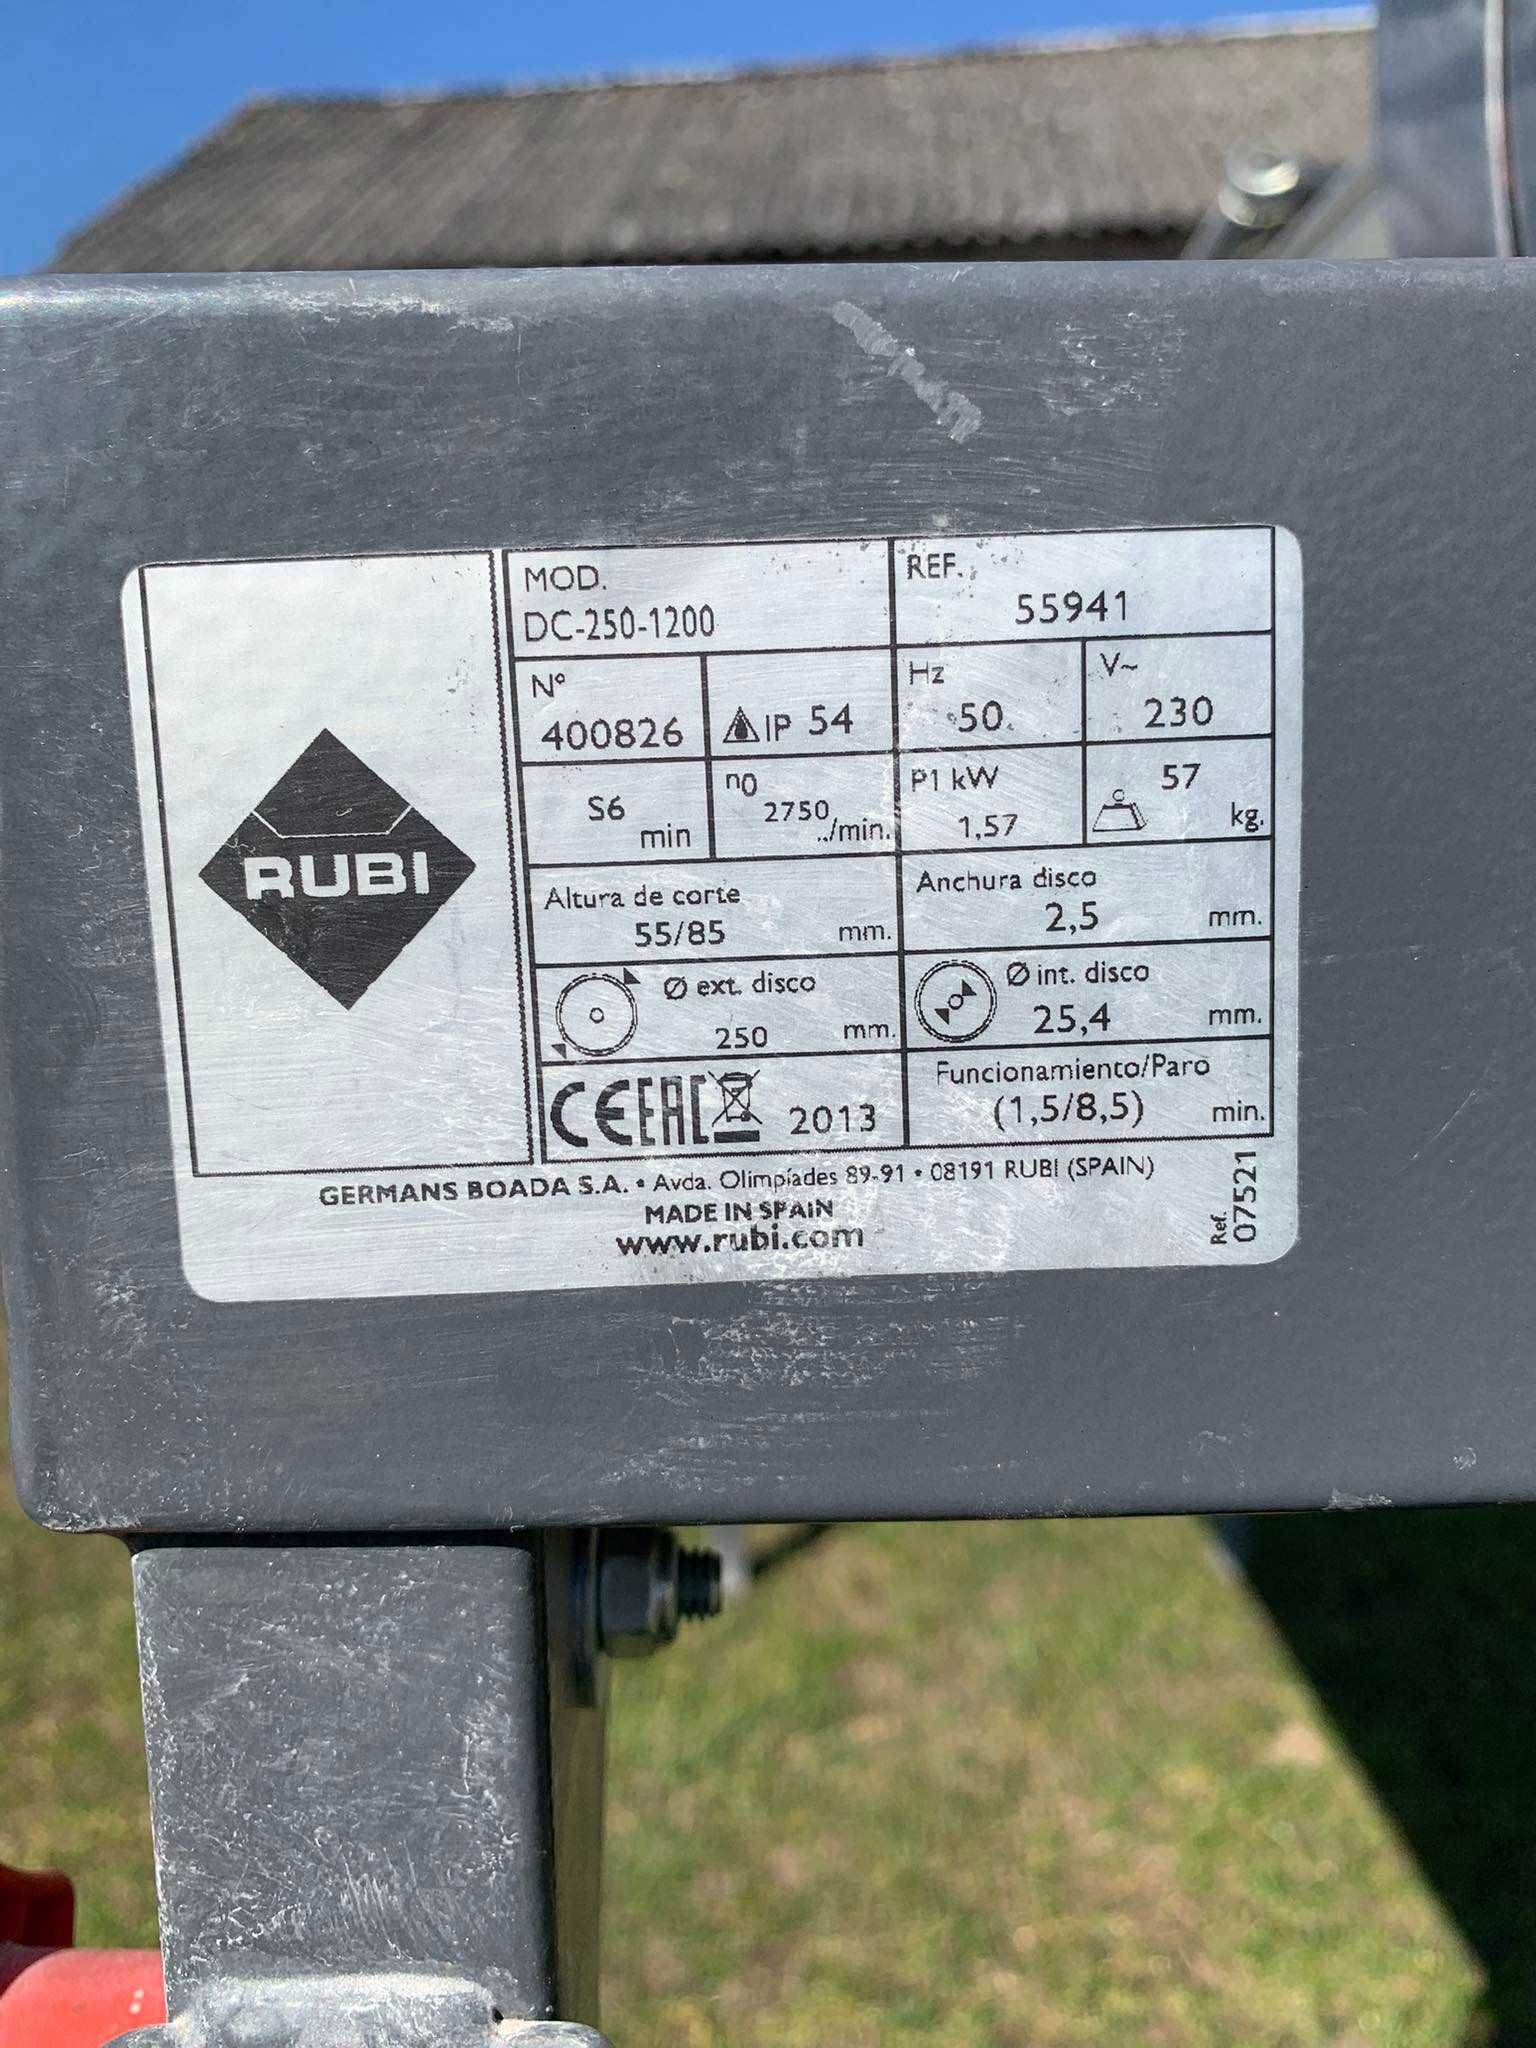 RUBI
MOD.
DC-250-1200
REF.
55941
Nº
400826
IP 54
Hz
50
V~
230
S6
min
n0
2750
../min.
P1 kW
1,57
57
kg.
Altura de corte
55/85 mm.
Anchura disco
2,5 mm.
Ø ext. disco
250 mm.
Ø int. disco
25,4 mm.
CE EAC 2013
Funcionamiento/Paro
(1,5/8,5) min.
GERMANS BOADA S.A. • Avda. Olimpíades 89-91 • 08191 RUBI (SPAIN)
MADE IN SPAIN
www.rubi.com
Ref.
07521